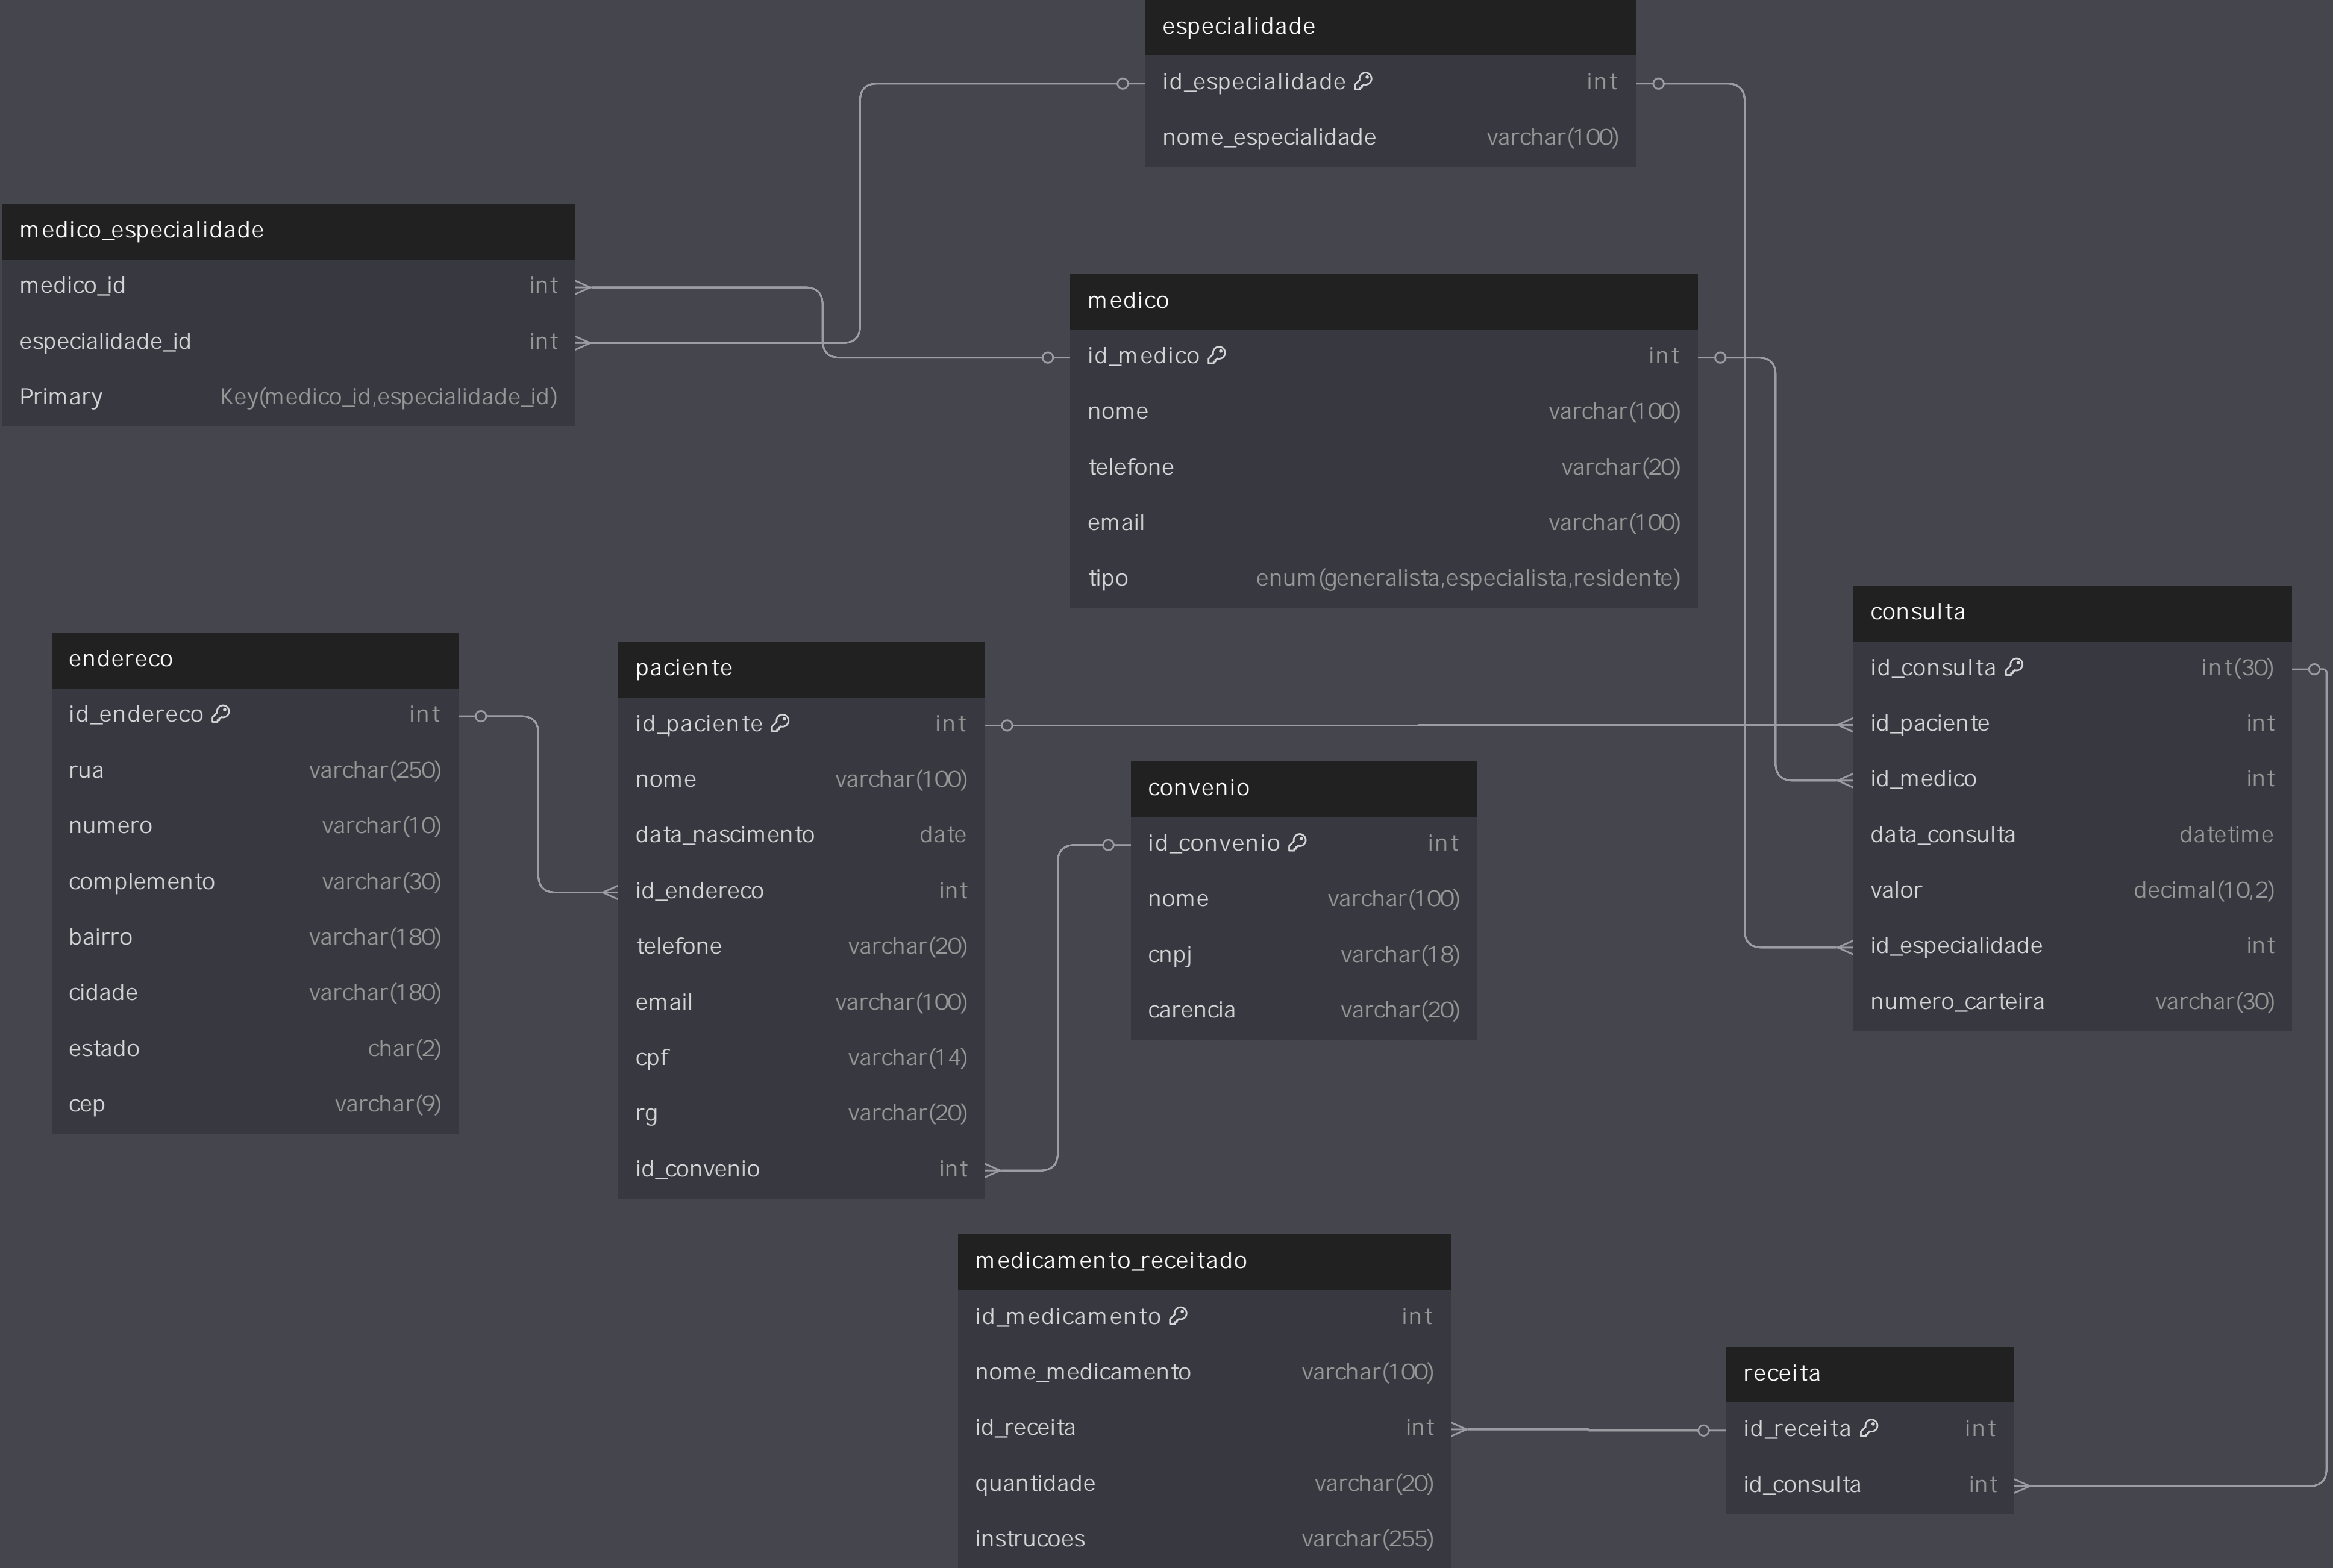 especialidade
id_especialidade int
nome_especialidade varchar(100)
medico_especialidade
medico_id int
especialidade_id int
Primary Key(medico_id,especialidade_id)
medico
id_medico int
nome varchar(100)
telefone varchar(20)
email varchar(100)
tipo enum(generalista,especialista,residente)
endereco
id_endereco int
rua varchar(250)
numero varchar(10)
complemento varchar(30)
bairro varchar(180)
cidade varchar(180)
estado char(2)
cep varchar(9)
paciente
id_paciente int
nome varchar(100)
data_nascimento date
id_endereco int
telefone varchar(20)
email varchar(100)
cpf varchar(14)
rg varchar(20)
id_convenio int
convenio
id_convenio int
nome varchar(100)
cnpj varchar(18)
carencia varchar(20)
consulta
id_consulta int(30)
id_paciente int
id_medico int
data_consulta datetime
valor decimal(10,2)
id_especialidade int
numero_carteira varchar(30)
medicamento_receitado
id_medicamento int
nome_medicamento varchar(100)
id_receita int
quantidade varchar(20)
instrucoes varchar(255)
receita
id_receita int
id_consulta int